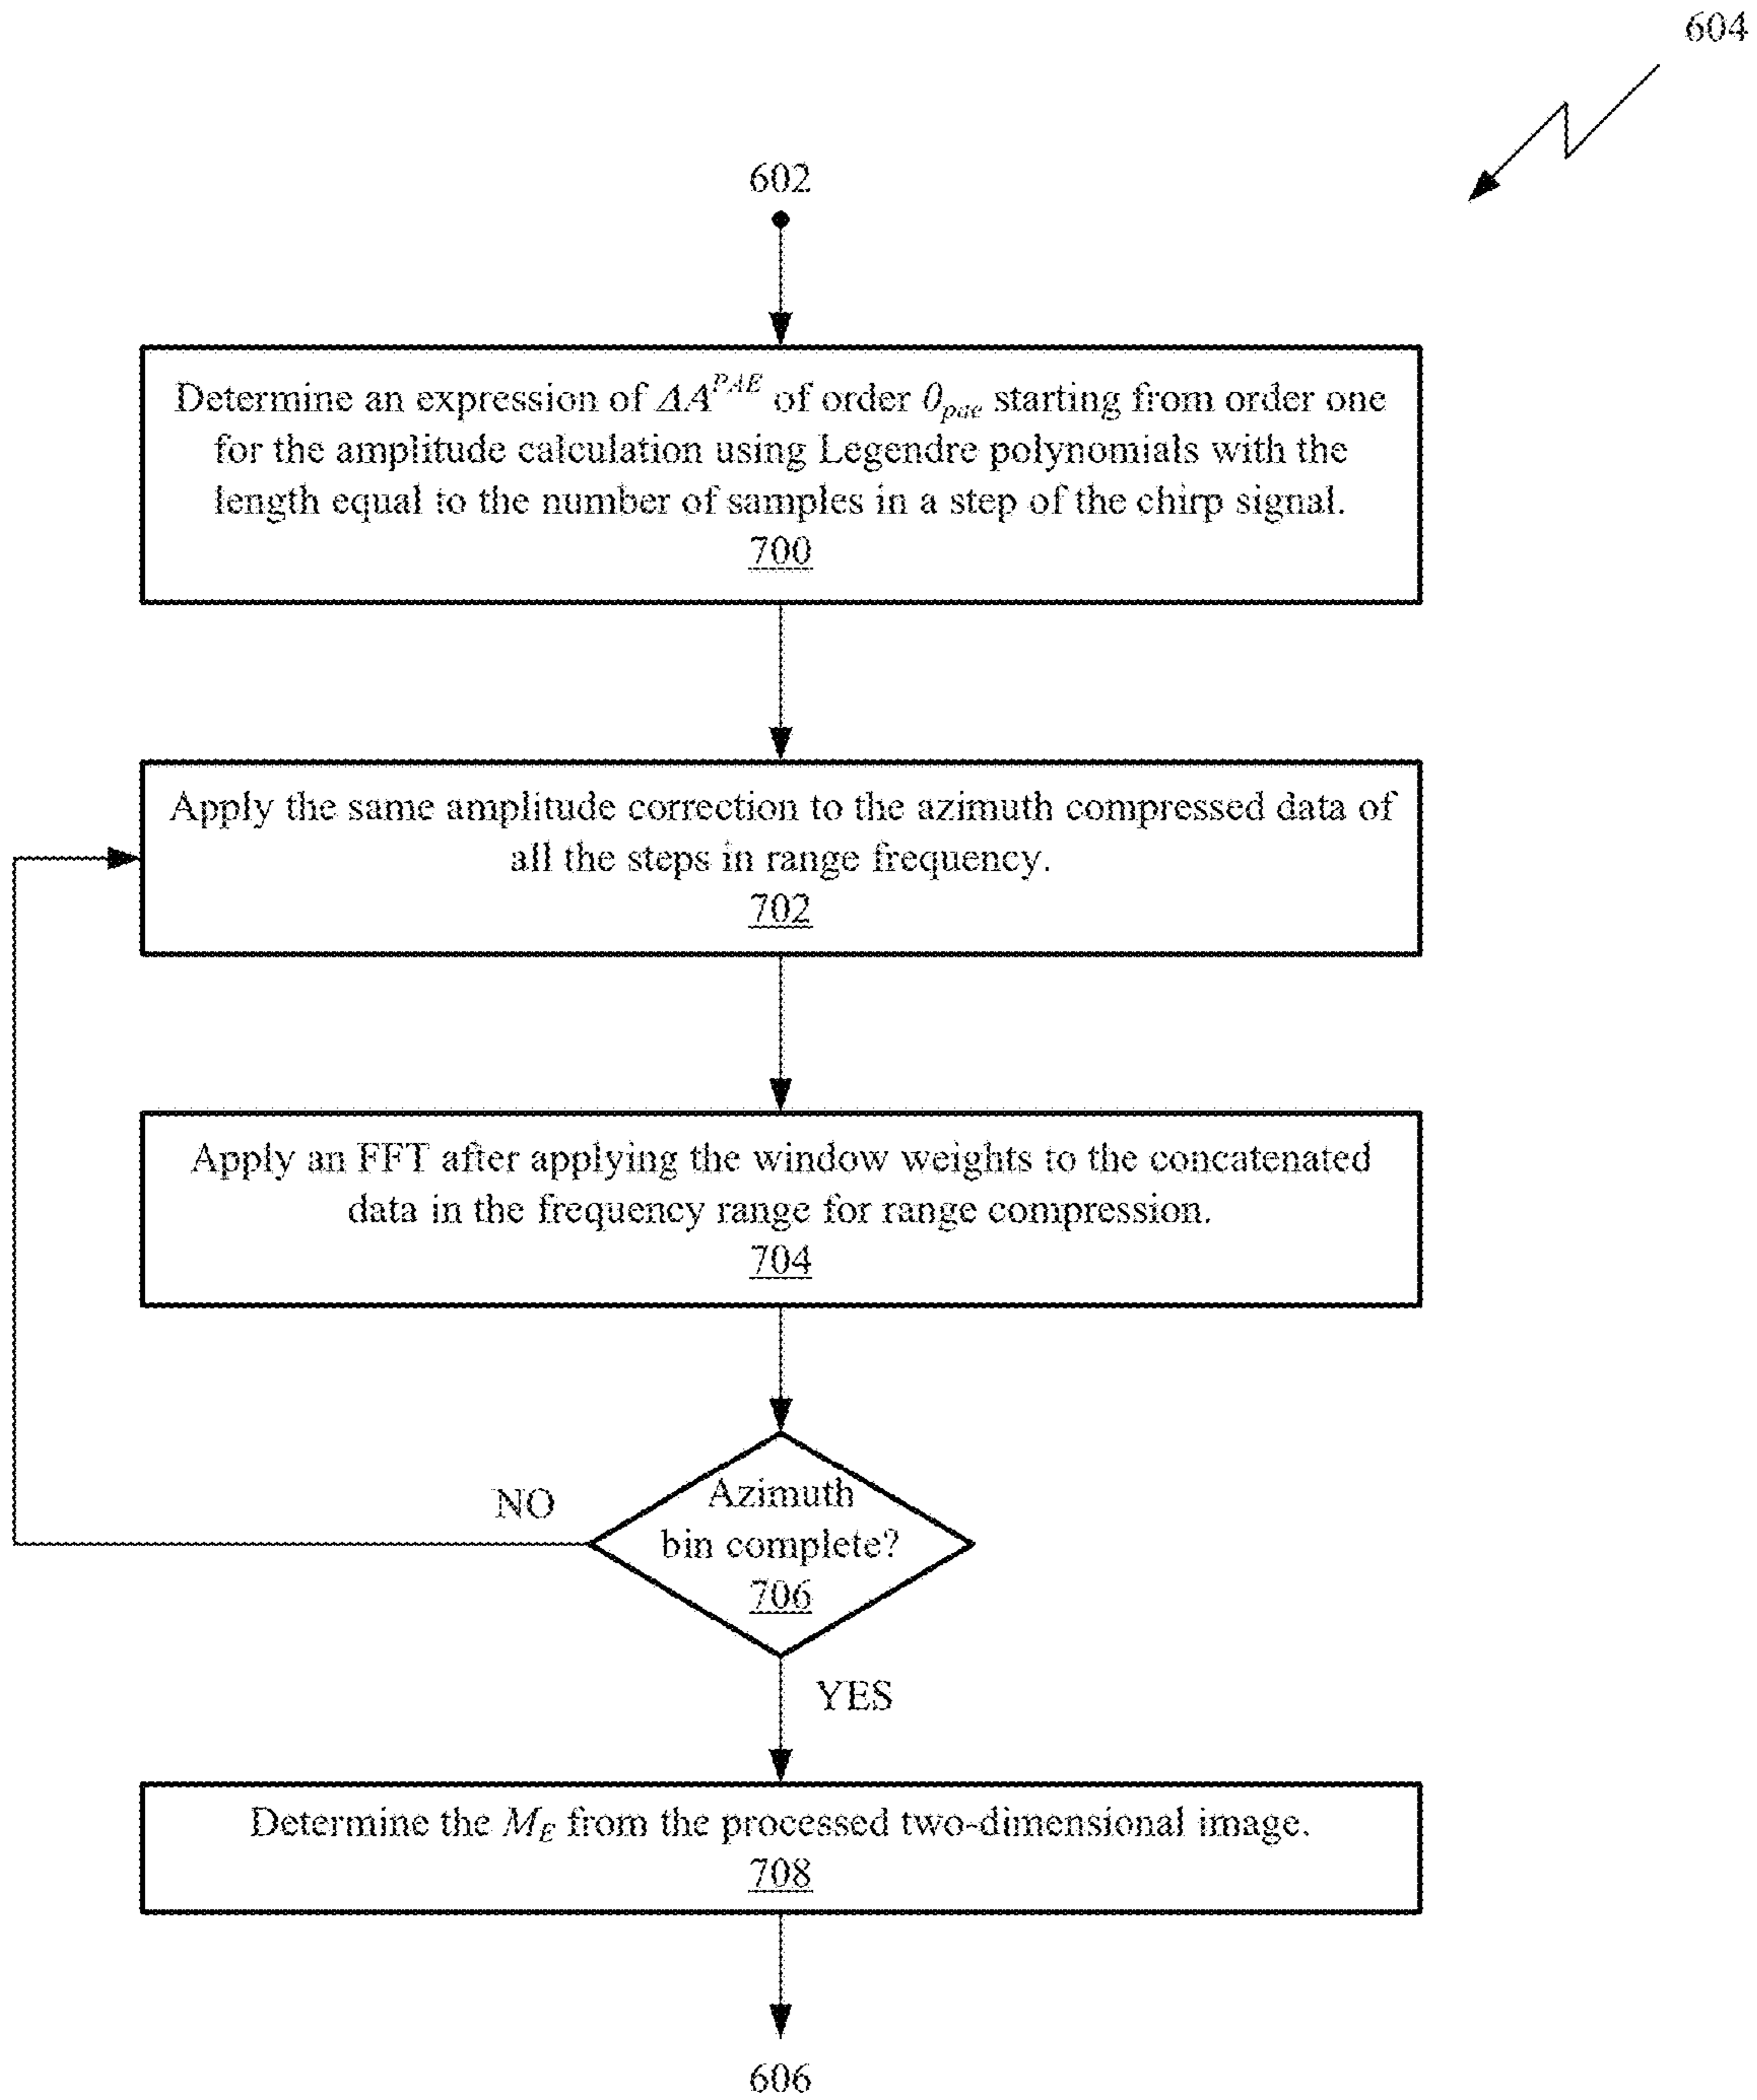 604
602
Determine an expression of ΔA^PAE of order θ_pae starting from order one
for the amplitude calculation using Legendre polynomials with the
length equal to the number of samples in a step of the chirp signal.
700
Apply the same amplitude correction to the azimuth compressed data of
all the steps in range frequency.
702
Apply an FFT after applying the window weights to the concatenated
data in the frequency range for range compression.
704
Azimuth
NO
bin complete?
706
YES
Determine the M_E from the processed two-dimensional image.
708
606